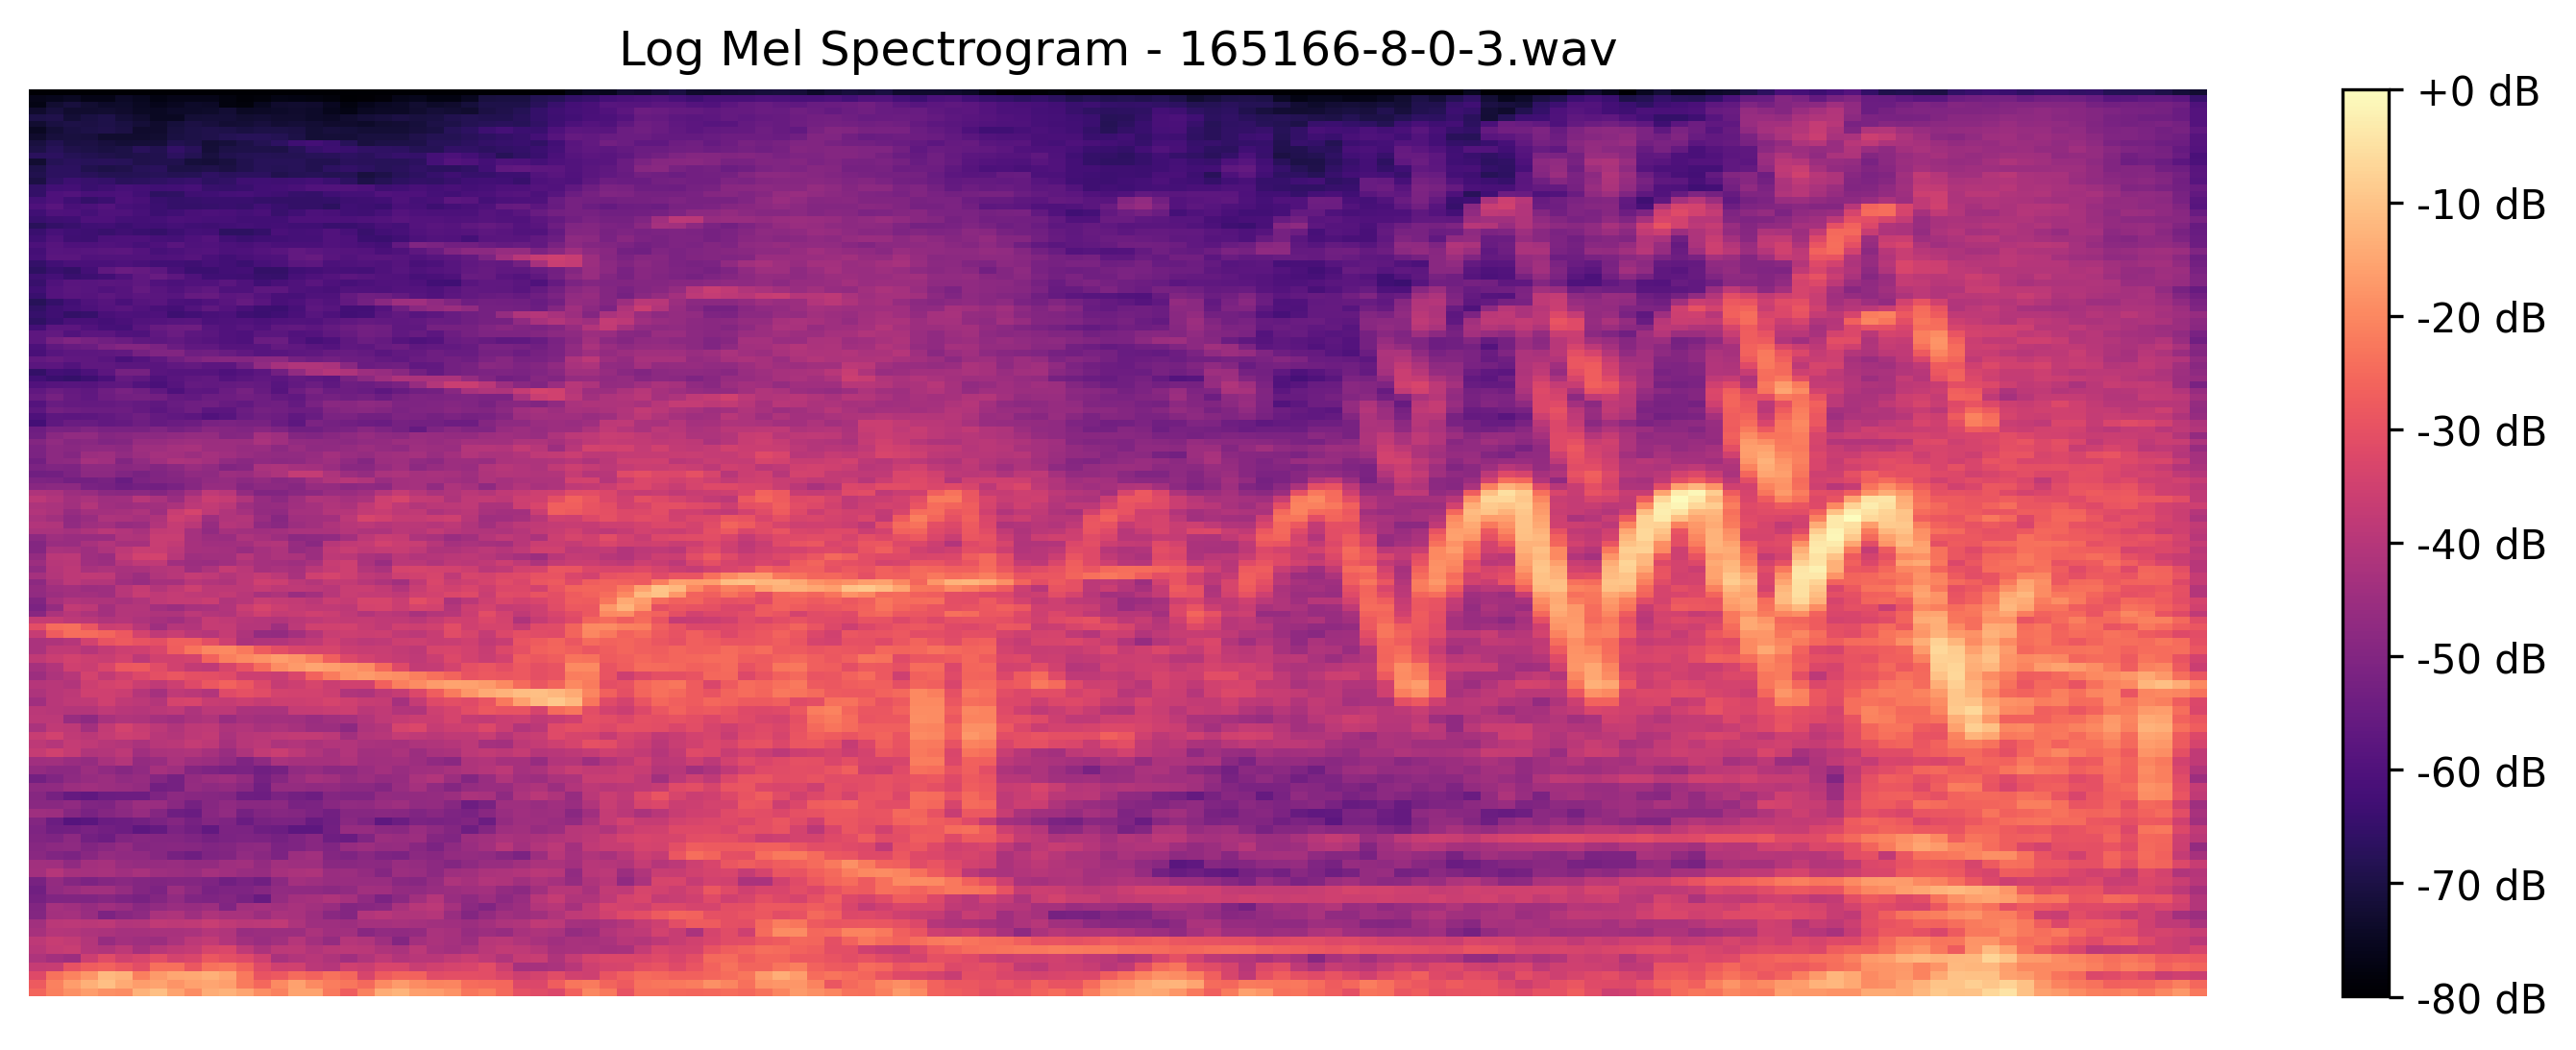 Log Mel Spectrogram - 165166-8-0-3.wav
+0 dB
-10 dB
-20 dB
-30 dB
-40 dB
-50 dB
-60 dB
-70 dB
-80 dB